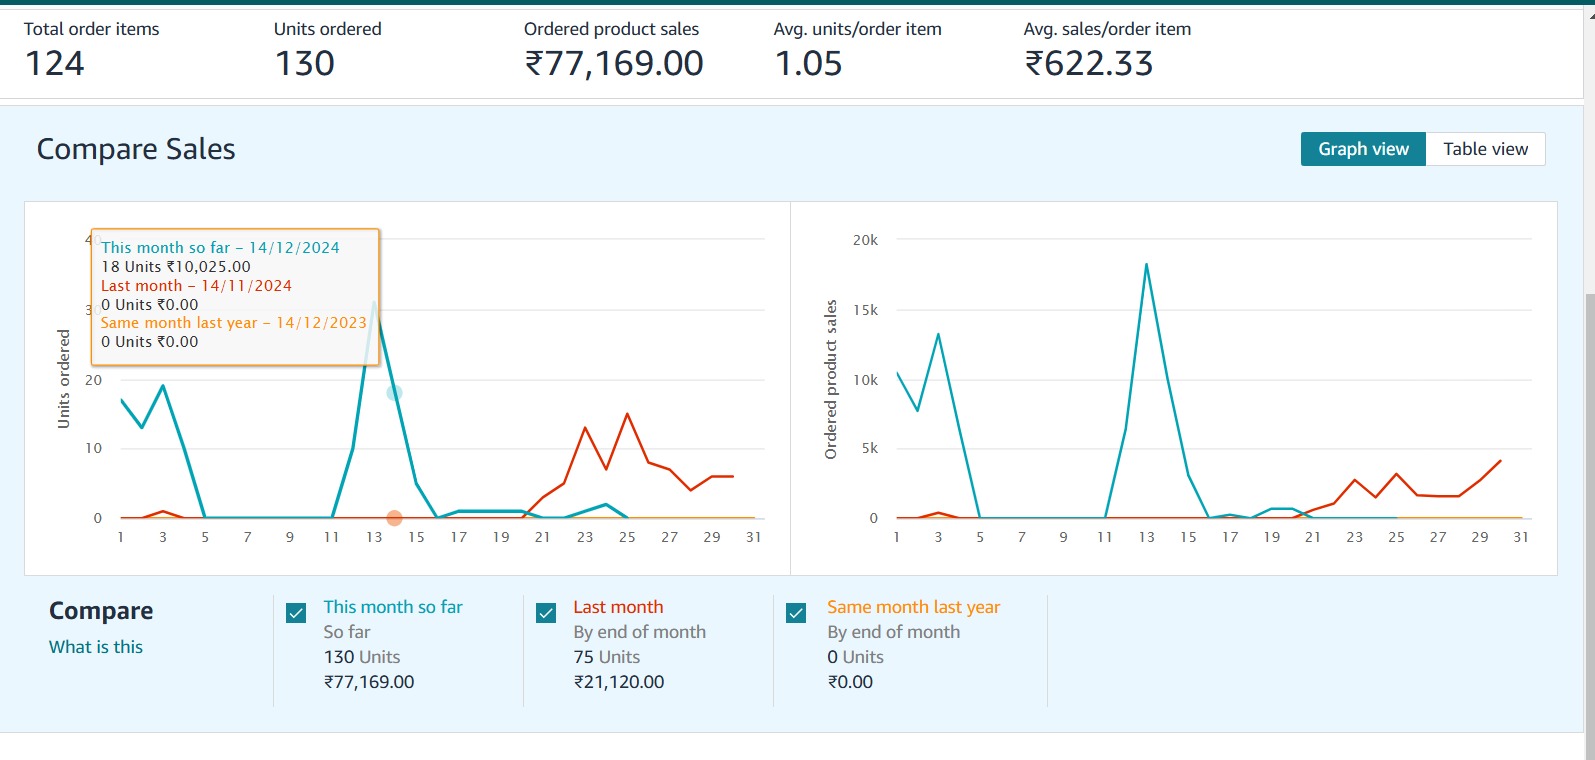 Total order items
124
Units ordered
130
Ordered product sales
₹77,169.00
Avg. units/order item
1.05
Avg. sales/order item
₹622.33
Compare Sales
Graph view
Table view
Units ordered
40
30
20
10
0
This month so far – 14/12/2024
18 Units ₹10,025.00
Last month – 14/11/2024
0 Units ₹0.00
Same month last year – 14/12/2023
0 Units ₹0.00
1 3 5 7 9 11 13 15 17 19 21 23 25 27 29 31
Ordered product sales
20k
15k
10k
5k
0
1 3 5 7 9 11 13 15 17 19 21 23 25 27 29 31
Compare
What is this
This month so far
So far
130 Units
₹77,169.00
Last month
By end of month
75 Units
₹21,120.00
Same month last year
By end of month
0 Units
₹0.00